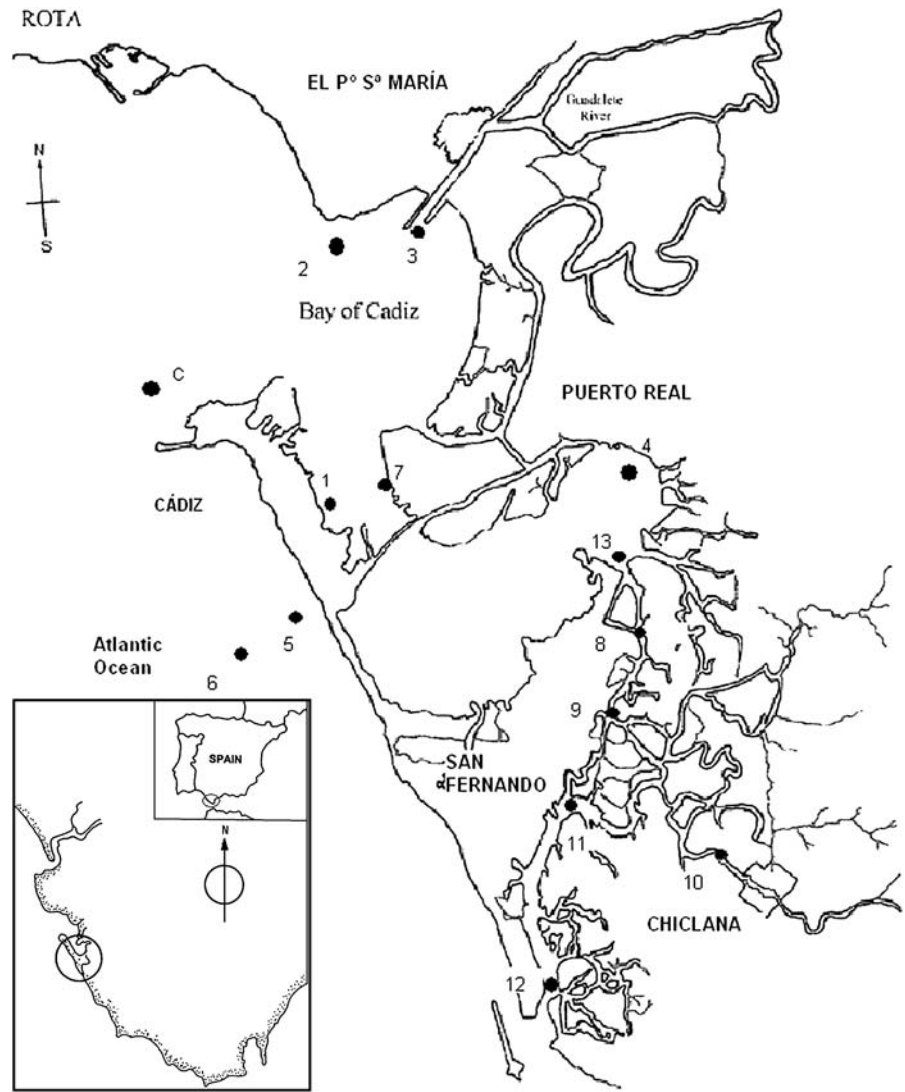 ROTA
EL Pº Sª MARÍA
Guadalete
River
N
S
2
3
Bay of Cadiz
C
PUERTO REAL
4
7
1
CÁDIZ
13
5
8
Atlantic
Ocean
6
9
SAN
FERNANDO
SPAIN
N
11
10
CHICLANA
12